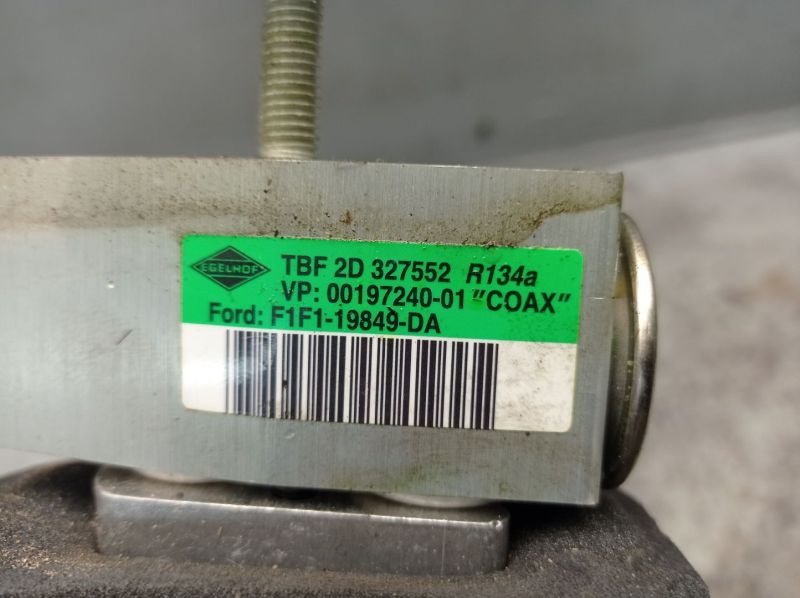 EGELHOF
TBF 2D 327552 R134a
VP: 00197240-01 "COAX"
Ford: F1F1-19849-DA